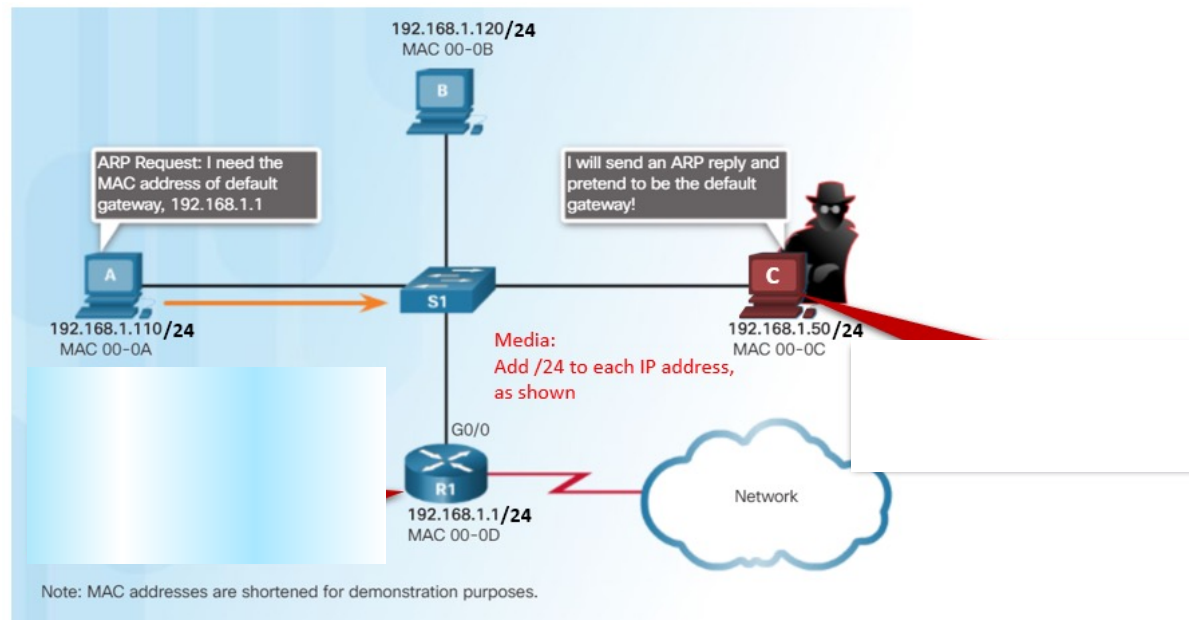 192.168.1.120/24
MAC 00-0B
B
ARP Request: I need the
MAC address of default
gateway, 192.168.1.1
I will send an ARP reply and
pretend to be the default
gateway!
A
S1
C
192.168.1.110/24
MAC 00-0A
192.168.1.50/24
MAC 00-0C
Media:
Add /24 to each IP address,
as shown
G0/0
R1
192.168.1.1/24
MAC 00-0D
Network
Note: MAC addresses are shortened for demonstration purposes.